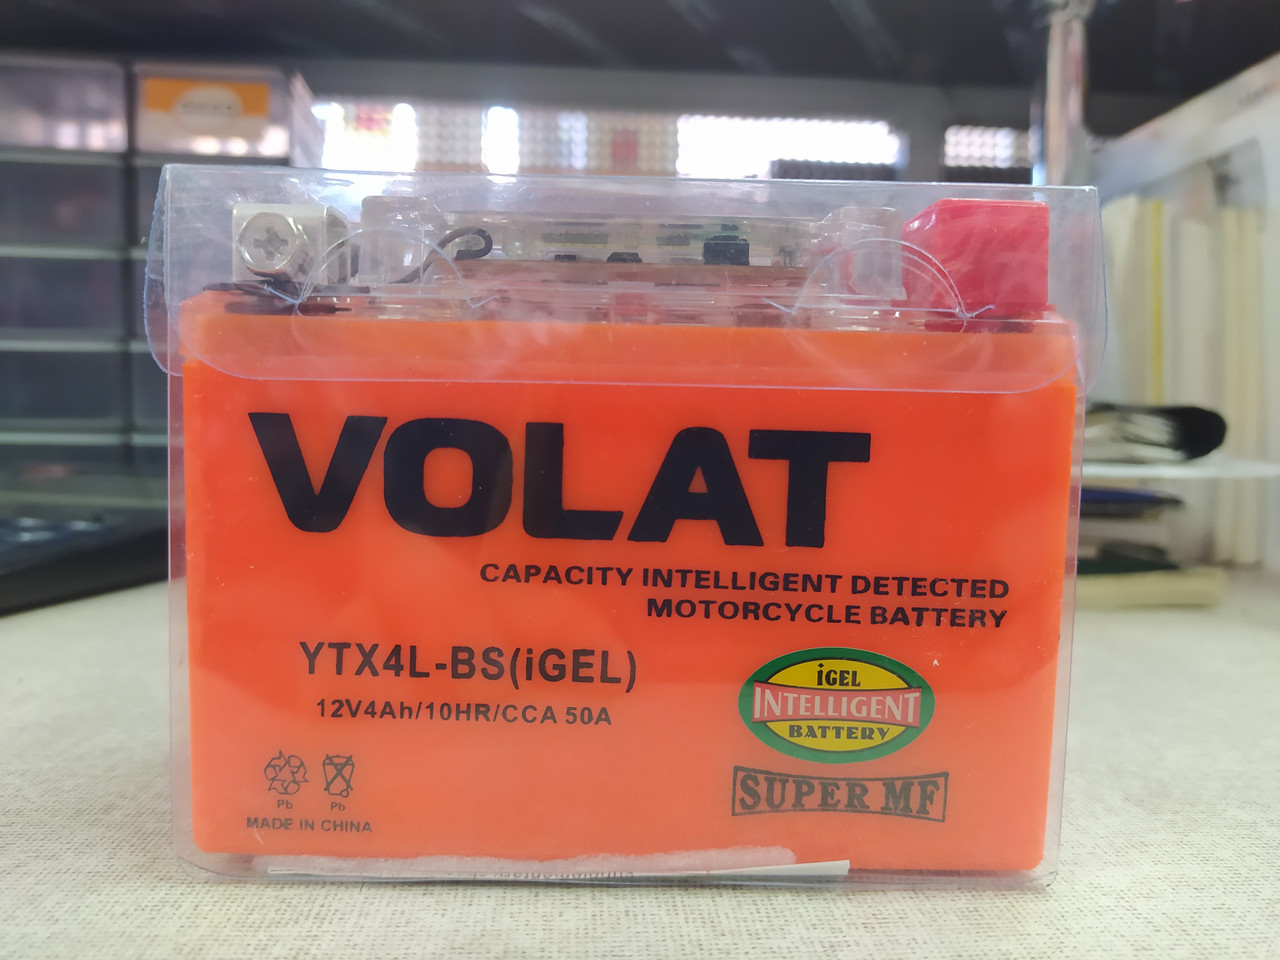 VOLAT
CAPACITY INTELLIGENT DETECTED
MOTORCYCLE BATTERY
YTX4L-BS(iGEL)
12V4Ah/10HR/CCA 50A
iGEL
INTELLIGENT
BATTERY
SUPER MF
Pb Pb
MADE IN CHINA